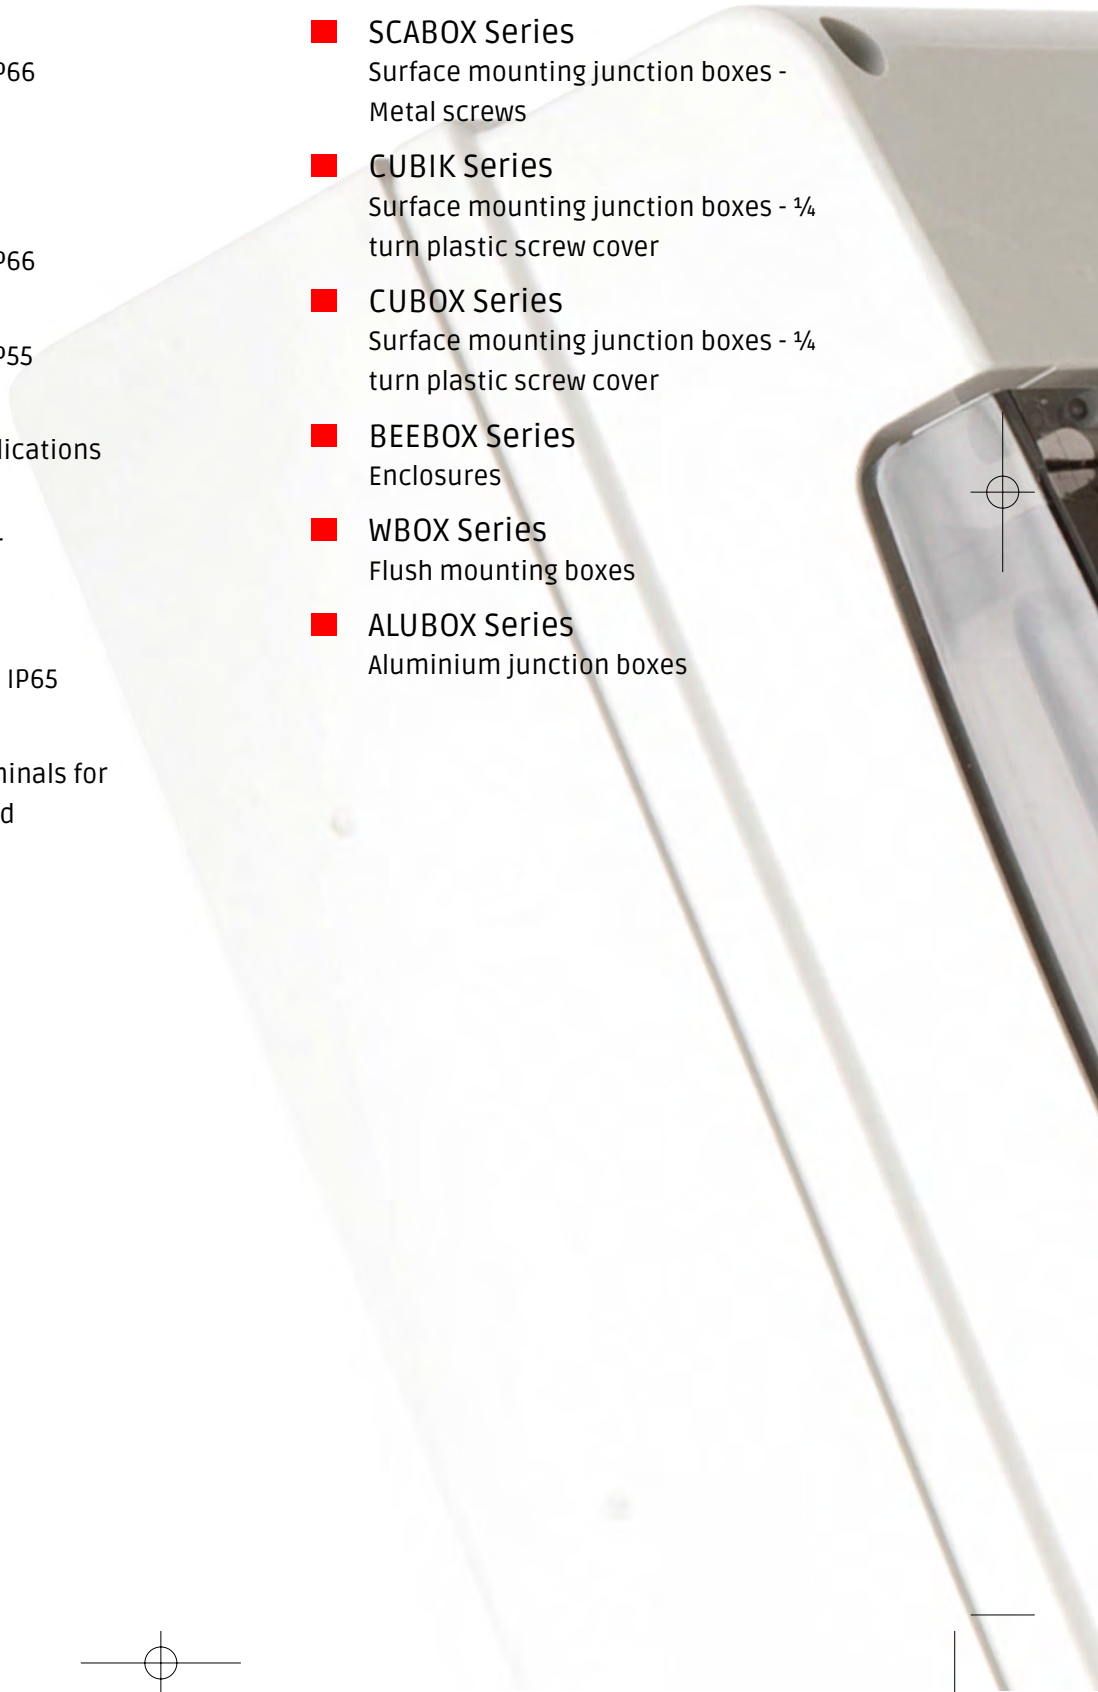 P66
P66
P55
lications
IP65
ninals for
d
SCABOX Series
Surface mounting junction boxes -
Metal screws
CUBIK Series
Surface mounting junction boxes - ¼
turn plastic screw cover
CUBOX Series
Surface mounting junction boxes - ¼
turn plastic screw cover
BEEBOX Series
Enclosures
WBOX Series
Flush mounting boxes
ALUBOX Series
Aluminium junction boxes